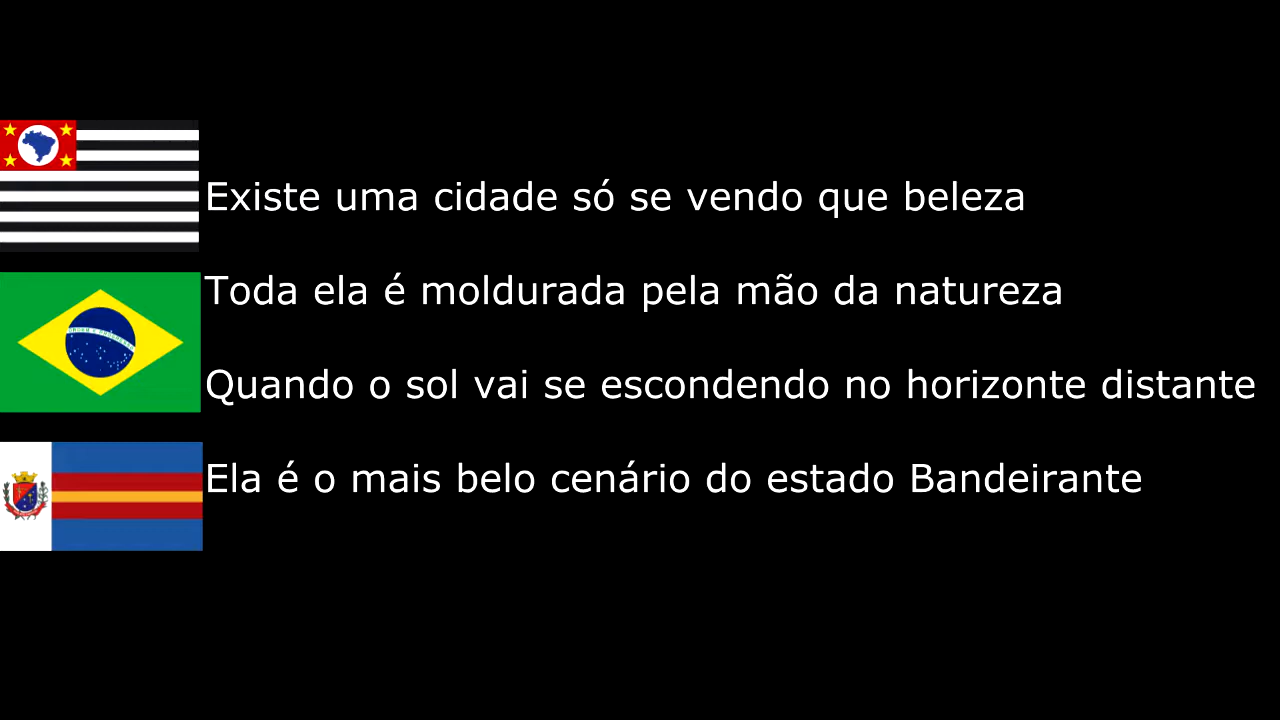 Existe uma cidade só se vendo que beleza
Toda ela é moldurada pela mão da natureza
Quando o sol vai se escondendo no horizonte distante
Ela é o mais belo cenário do estado Bandeirante